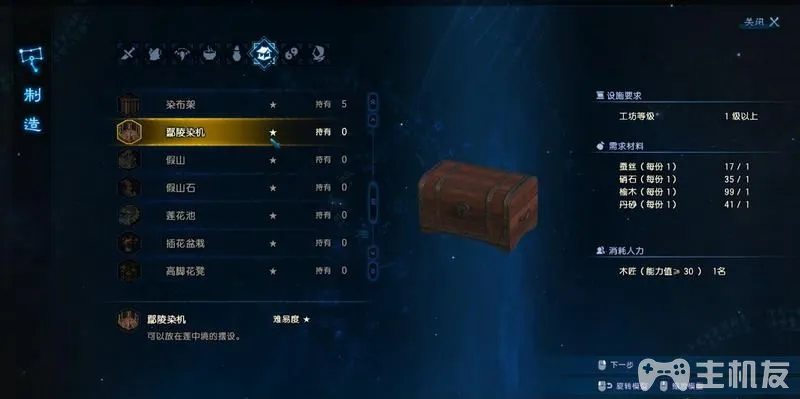 关闭
制造
染布架 ★ 持有 5
鄢陵染机 ★ 持有 0
假山 ★ 持有 0
假山石 ★ 持有 0
莲花池 ★ 持有 0
插花盆栽 ★ 持有 0
高脚花凳 ★ 持有 0
鄢陵染机 难易度 ★
可以放在莲中境的摆设。
设施要求
工坊等级 1 级以上
需求材料
蚕丝（每份 1） 17 / 1
硝石（每份 1） 35 / 1
榆木（每份 1） 99 / 1
丹砂（每份 1） 41 / 1
消耗人力
木匠（能力值≥ 30 ） 1名
下一步
旋转模型
主机友